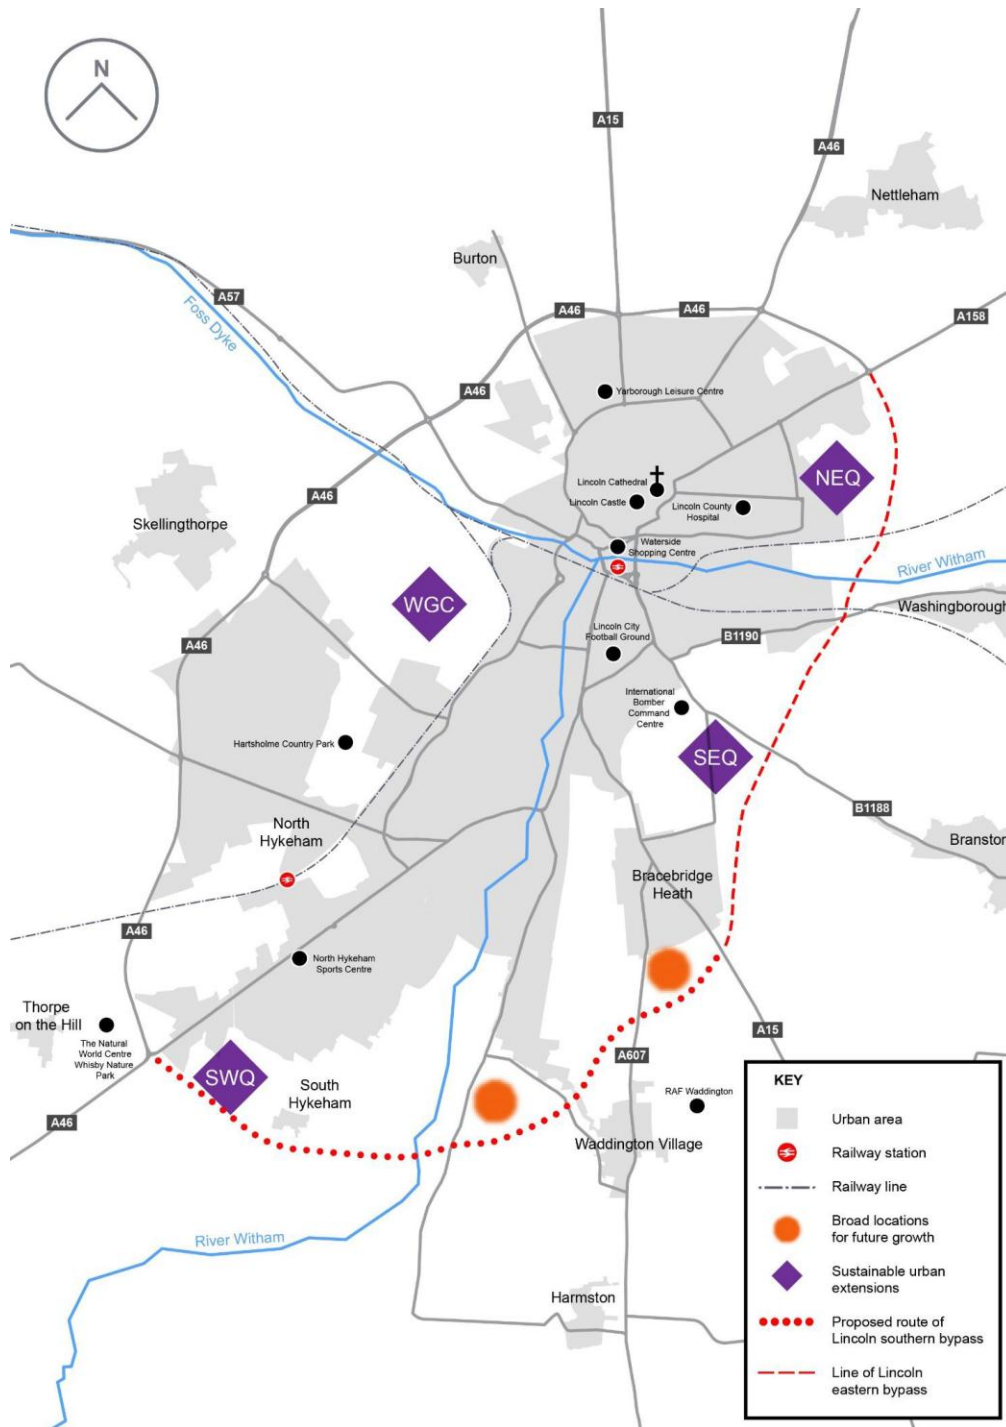 N
A15
A46
Nettleham
Burton
A57
Foss Dyke
A46
A46
A158
A46
Yarborough Leisure Centre
Lincoln Cathedral
NEQ
A46
Lincoln Castle
Lincoln County
Hospital
Skellingthorpe
Waterside
Shopping Centre
River Witham
WGC
Washingborough
Lincoln City
Football Ground
B1190
A46
International
Bomber
Command
Centre
Hartsholme Country Park
SEQ
B1188
North
Hykeham
Branston
Bracebridge
Heath
A46
North Hykeham
Sports Centre
Thorpe
on the Hill
The Natural
World Centre
Whisby Nature
Park
A15
A607
SWQ
South
Hykeham
RAF Waddington
A46
Waddington Village
River Witham
Harmston
KEY
Urban area
Railway station
Railway line
Broad locations
for future growth
Sustainable urban
extensions
Proposed route of
Lincoln southern bypass
Line of Lincoln
eastern bypass